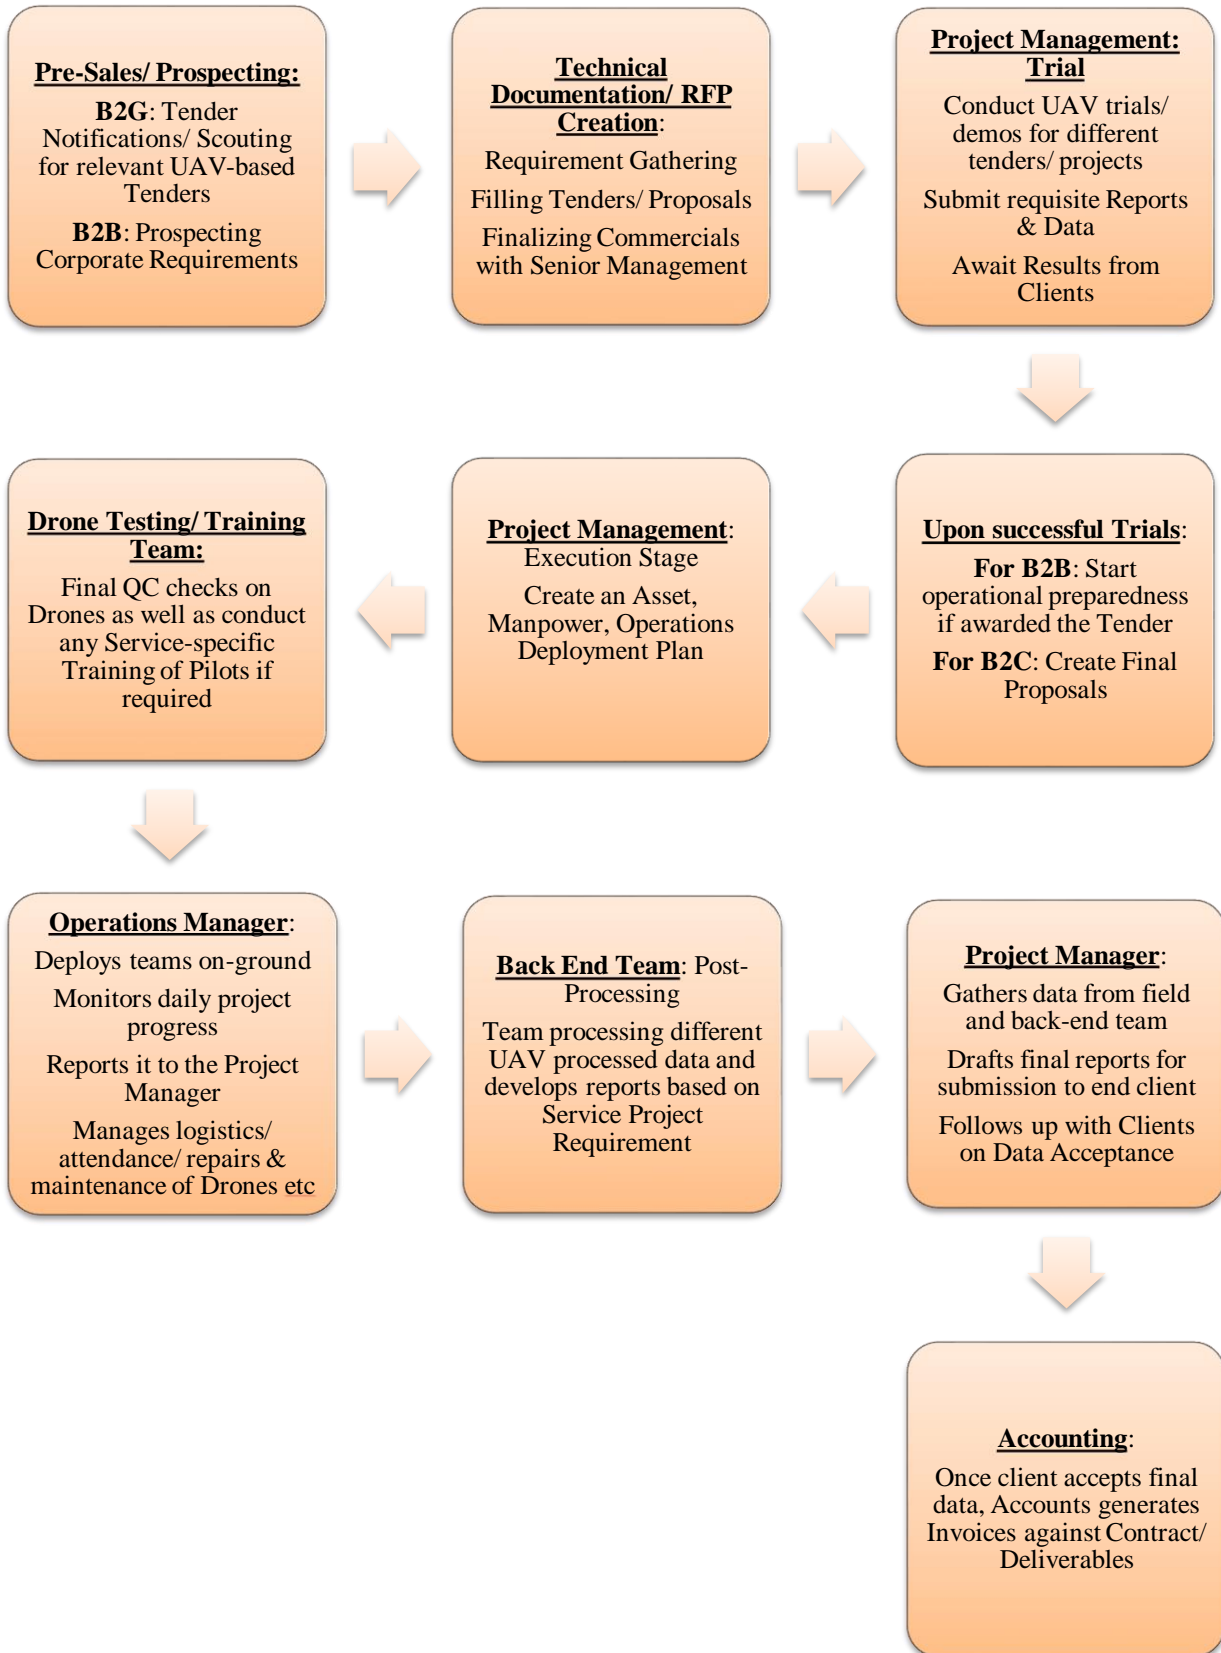 Pre-Sales/ Prospecting:
B2G: Tender
Notifications/ Scouting
for relevant UAV-based
Tenders
B2B: Prospecting
Corporate Requirements
Technical
Documentation/ RFP
Creation:
Requirement Gathering
Filling Tenders/ Proposals
Finalizing Commercials
with Senior Management
Project Management:
Trial
Conduct UAV trials/
demos for different
tenders/ projects
Submit requisite Reports
& Data
Await Results from
Clients
Upon successful Trials:
For B2B: Start
operational preparedness
if awarded the Tender
For B2C: Create Final
Proposals
Project Management:
Execution Stage
Create an Asset,
Manpower, Operations
Deployment Plan
Drone Testing/ Training
Team:
Final QC checks on
Drones as well as conduct
any Service-specific
Training of Pilots if
required
Operations Manager:
Deploys teams on-ground
Monitors daily project
progress
Reports it to the Project
Manager
Manages logistics/
attendance/ repairs &
maintenance of Drones etc
Back End Team: Post-
Processing
Team processing different
UAV processed data and
develops reports based on
Service Project
Requirement
Project Manager:
Gathers data from field
and back-end team
Drafts final reports for
submission to end client
Follows up with Clients
on Data Acceptance
Accounting:
Once client accepts final
data, Accounts generates
Invoices against Contract/
Deliverables